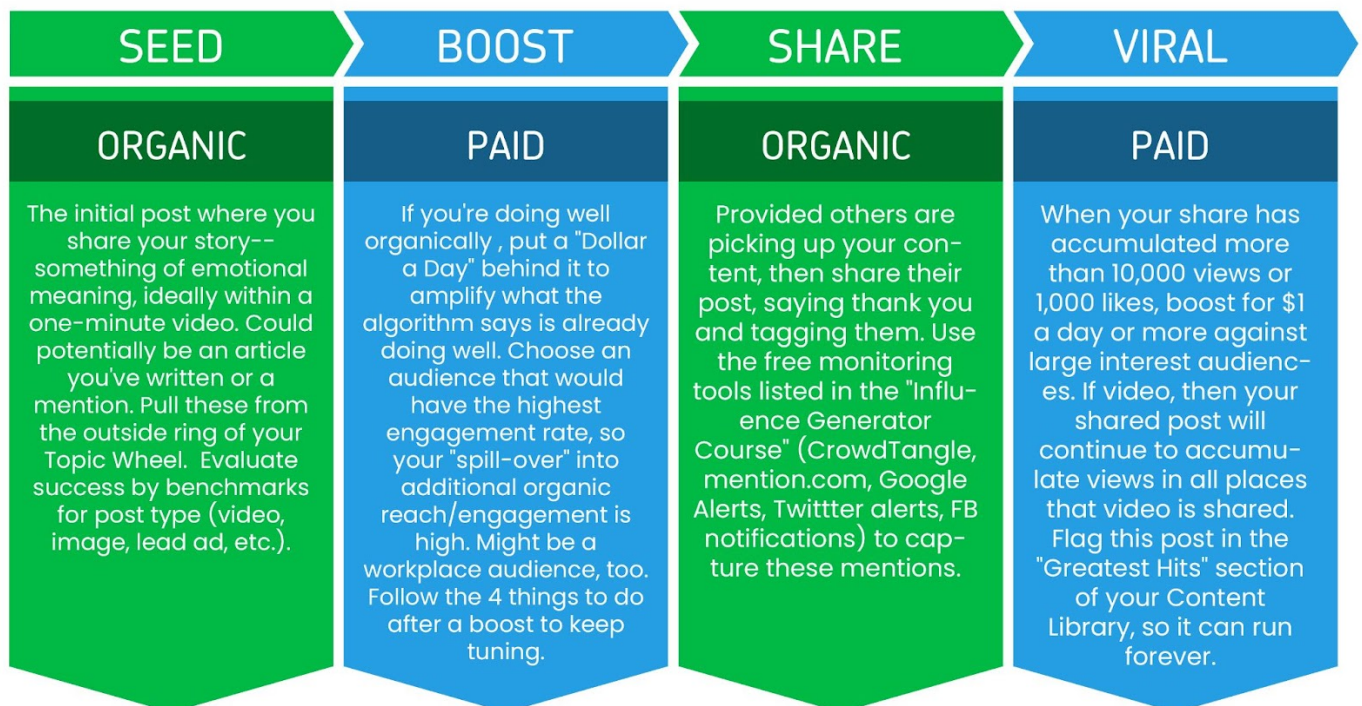 SEED
ORGANIC
The initial post where you
share your story--
something of emotional
meaning, ideally within a
one-minute video. Could
potentially be an article
you've written or a
mention. Pull these from
the outside ring of your
Topic Wheel.  Evaluate
success by benchmarks
for post type (video,
image, lead ad, etc.).
BOOST
PAID
If you're doing well
organically , put a "Dollar
a Day" behind it to
amplify what the
algorithm says is already
doing well. Choose an
audience that would
have the highest
engagement rate, so
your "spill-over" into
additional organic
reach/engagement is
high. Might be a
workplace audience, too.
Follow the 4 things to do
after a boost to keep
tuning.
SHARE
ORGANIC
Provided others are
picking up your con-
tent, then share their
post, saying thank you
and tagging them. Use
the free monitoring
tools listed in the "Influ-
ence Generator
Course" (CrowdTangle,
mention.com, Google
Alerts, Twittter alerts, FB
notifications) to cap-
ture these mentions.
VIRAL
PAID
When your share has
accumulated more
than 10,000 views or
1,000 likes, boost for $1
a day or more against
large interest audienc-
es. If video, then your
shared post will
continue to accumu-
late views in all places
that video is shared.
Flag this post in the
"Greatest Hits" section
of your Content
Library, so it can run
forever.